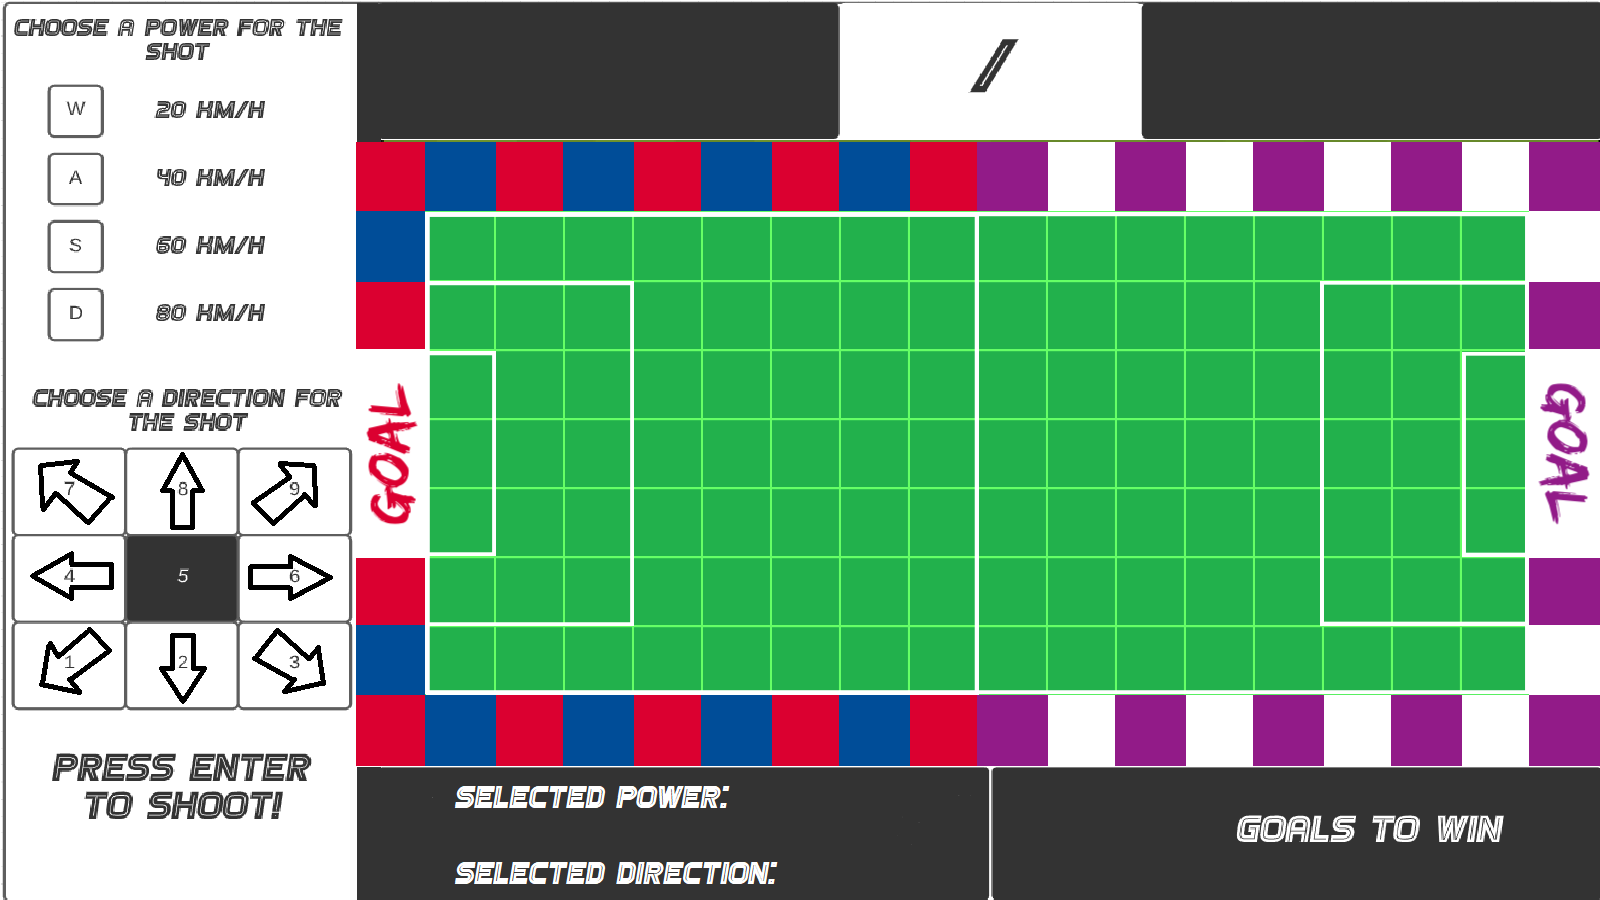 CHOOSE A POWER FOR THE
SHOT
W 20 KM/H
A 40 KM/H
S 60 KM/H
D 80 KM/H
CHOOSE A DIRECTION FOR
THE SHOT
7 8 9
4 5 6
1 2 3
PRESS ENTER
TO SHOOT!
/
GOAL
GOAL
SELECTED POWER:
SELECTED DIRECTION:
GOALS TO WIN